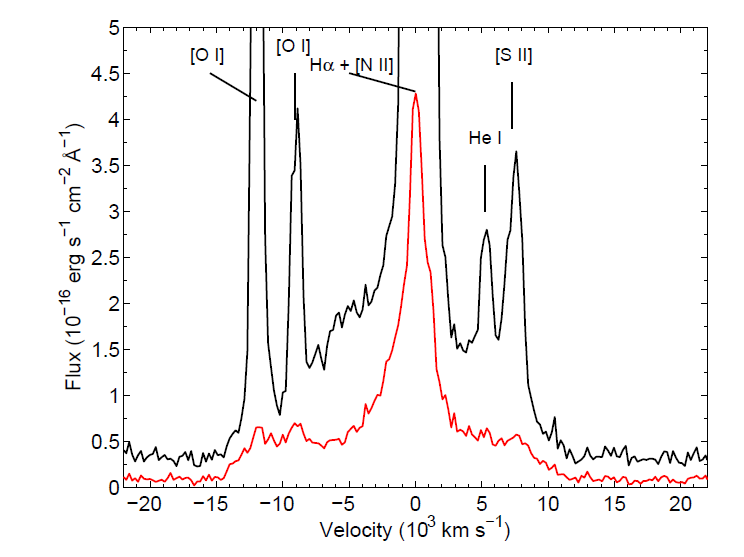 5
4.5
4
3.5
3
2.5
2
1.5
1
0.5
0
Flux (10⁻¹⁶ erg s⁻¹ cm⁻² Å⁻¹)
[O I]
[O I]
Hα + [N II]
He I
[S II]
−20 −15 −10 −5 0 5 10 15 20
Velocity (10³ km s⁻¹)